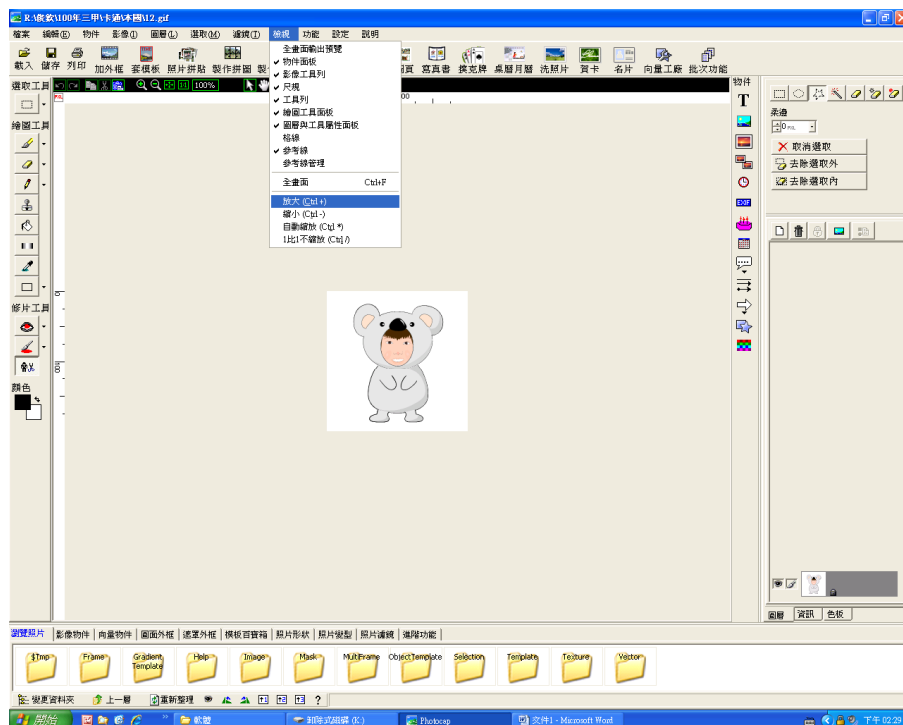 R:\俊欽\100年三甲\卡通\本國\12.gif
檔案 編輯(E) 物件 影像(I) 圖層(L) 選取(M) 濾鏡(T) 檢視 功能 設定 說明
載入 儲存 列印 加外框 套模板 照片拼貼 製作拼圖 寫真書 撲克牌 桌曆月曆 洗照片 賀卡 名片 向量工廠 批次功能
選取工具
100%
物件
全畫面輸出預覽
物件面板
影像工具列
尺規
工具列
繪圖工具面板
圖層與工具屬性面板
格線
參考線
參考線管理
全畫面 Ctrl+F
放大 (Ctrl +)
縮小 (Ctrl -)
自動縮放 (Ctrl *)
1比1不縮放 (Ctrl /)
繪圖工具
修片工具
顏色
T
EXIF
柔邊
取消選取
去除選取外
去除選取內
圖層 資訊 色板
瀏覽照片 影像物件 向量物件 圖面外框 遮罩外框 模板百寶箱 照片形狀 照片變型 照片濾鏡 進階功能
$Tmp Frame Gradient Template Help Image Mask MultiFrame ObjectTemplate Selection Template Texture Vector
變更資料夾 上一層 重新整理 ?
開始 軟體 卸除式磁碟 (K:) Photocap 文件1 - Microsoft Word 下午 02:29